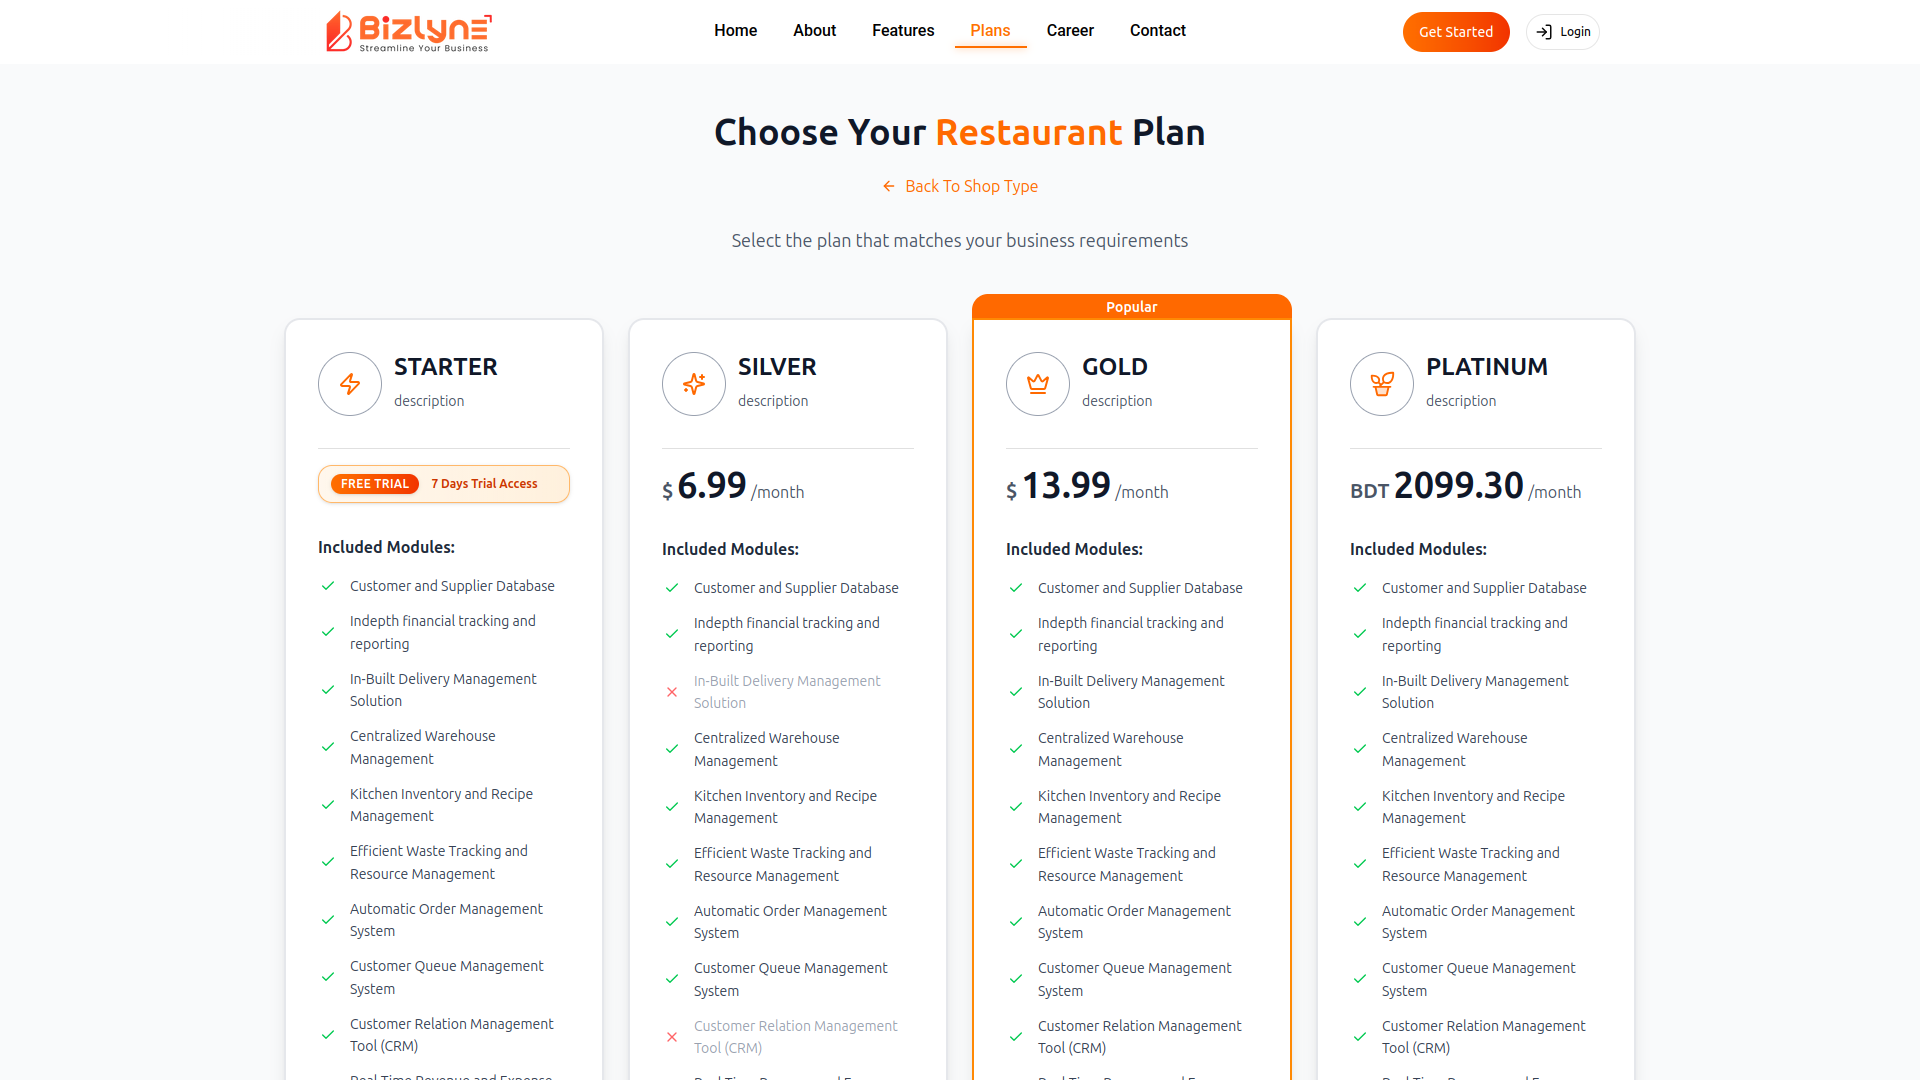 Bizlyne
Streamline Your Business
Home
About
Features
Plans
Career
Contact
Get Started
Login
Choose Your Restaurant Plan
Back To Shop Type
Select the plan that matches your business requirements
STARTER
description
FREE TRIAL
7 Days Trial Access
Included Modules:
Customer and Supplier Database
Indepth financial tracking and
reporting
In-Built Delivery Management
Solution
Centralized Warehouse
Management
Kitchen Inventory and Recipe
Management
Efficient Waste Tracking and
Resource Management
Automatic Order Management
System
Customer Queue Management
System
Customer Relation Management
Tool (CRM)
Real Time Revenue and Expense
SILVER
description
$ 6.99 /month
Included Modules:
Customer and Supplier Database
Indepth financial tracking and
reporting
In-Built Delivery Management
Solution
Centralized Warehouse
Management
Kitchen Inventory and Recipe
Management
Efficient Waste Tracking and
Resource Management
Automatic Order Management
System
Customer Queue Management
System
Customer Relation Management
Tool (CRM)
Popular
GOLD
description
$ 13.99 /month
Included Modules:
Customer and Supplier Database
Indepth financial tracking and
reporting
In-Built Delivery Management
Solution
Centralized Warehouse
Management
Kitchen Inventory and Recipe
Management
Efficient Waste Tracking and
Resource Management
Automatic Order Management
System
Customer Queue Management
System
Customer Relation Management
Tool (CRM)
PLATINUM
description
BDT 2099.30 /month
Included Modules:
Customer and Supplier Database
Indepth financial tracking and
reporting
In-Built Delivery Management
Solution
Centralized Warehouse
Management
Kitchen Inventory and Recipe
Management
Efficient Waste Tracking and
Resource Management
Automatic Order Management
System
Customer Queue Management
System
Customer Relation Management
Tool (CRM)